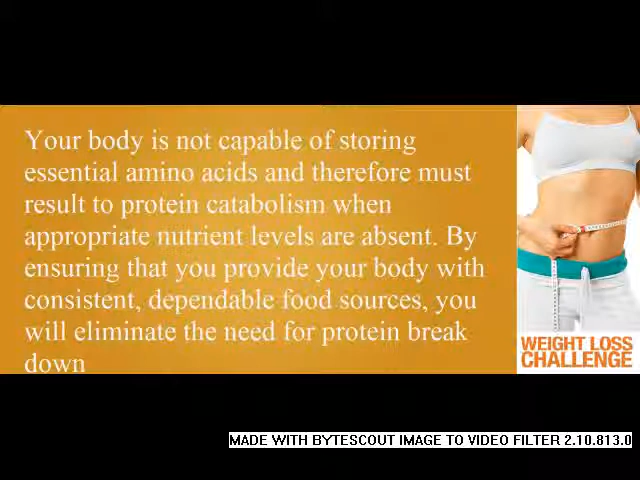 Your body is not capable of storing
essential amino acids and therefore must
result to protein catabolism when
appropriate nutrient levels are absent. By
ensuring that you provide your body with
consistent, dependable food sources, you
will eliminate the need for protein break
down
WEIGHT LOSS
CHALLENGE
MADE WITH BYTESCOUT IMAGE TO VIDEO FILTER 2.10.813.0